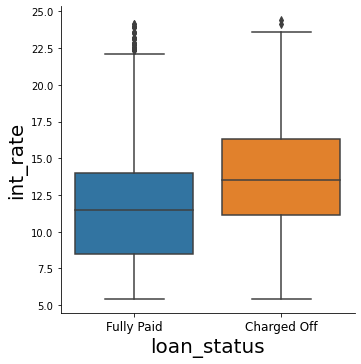 25.0
22.5
20.0
17.5
15.0
12.5
10.0
7.5
5.0
int_rate
Fully Paid
Charged Off
loan_status